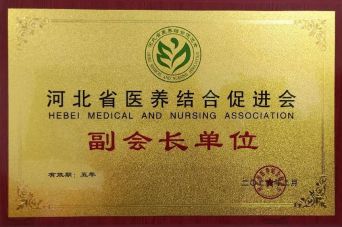 河北省医养结合促进会
HEBEI MEDICAL AND NURSING ASSOCIATION
副会长单位
有效期：五年